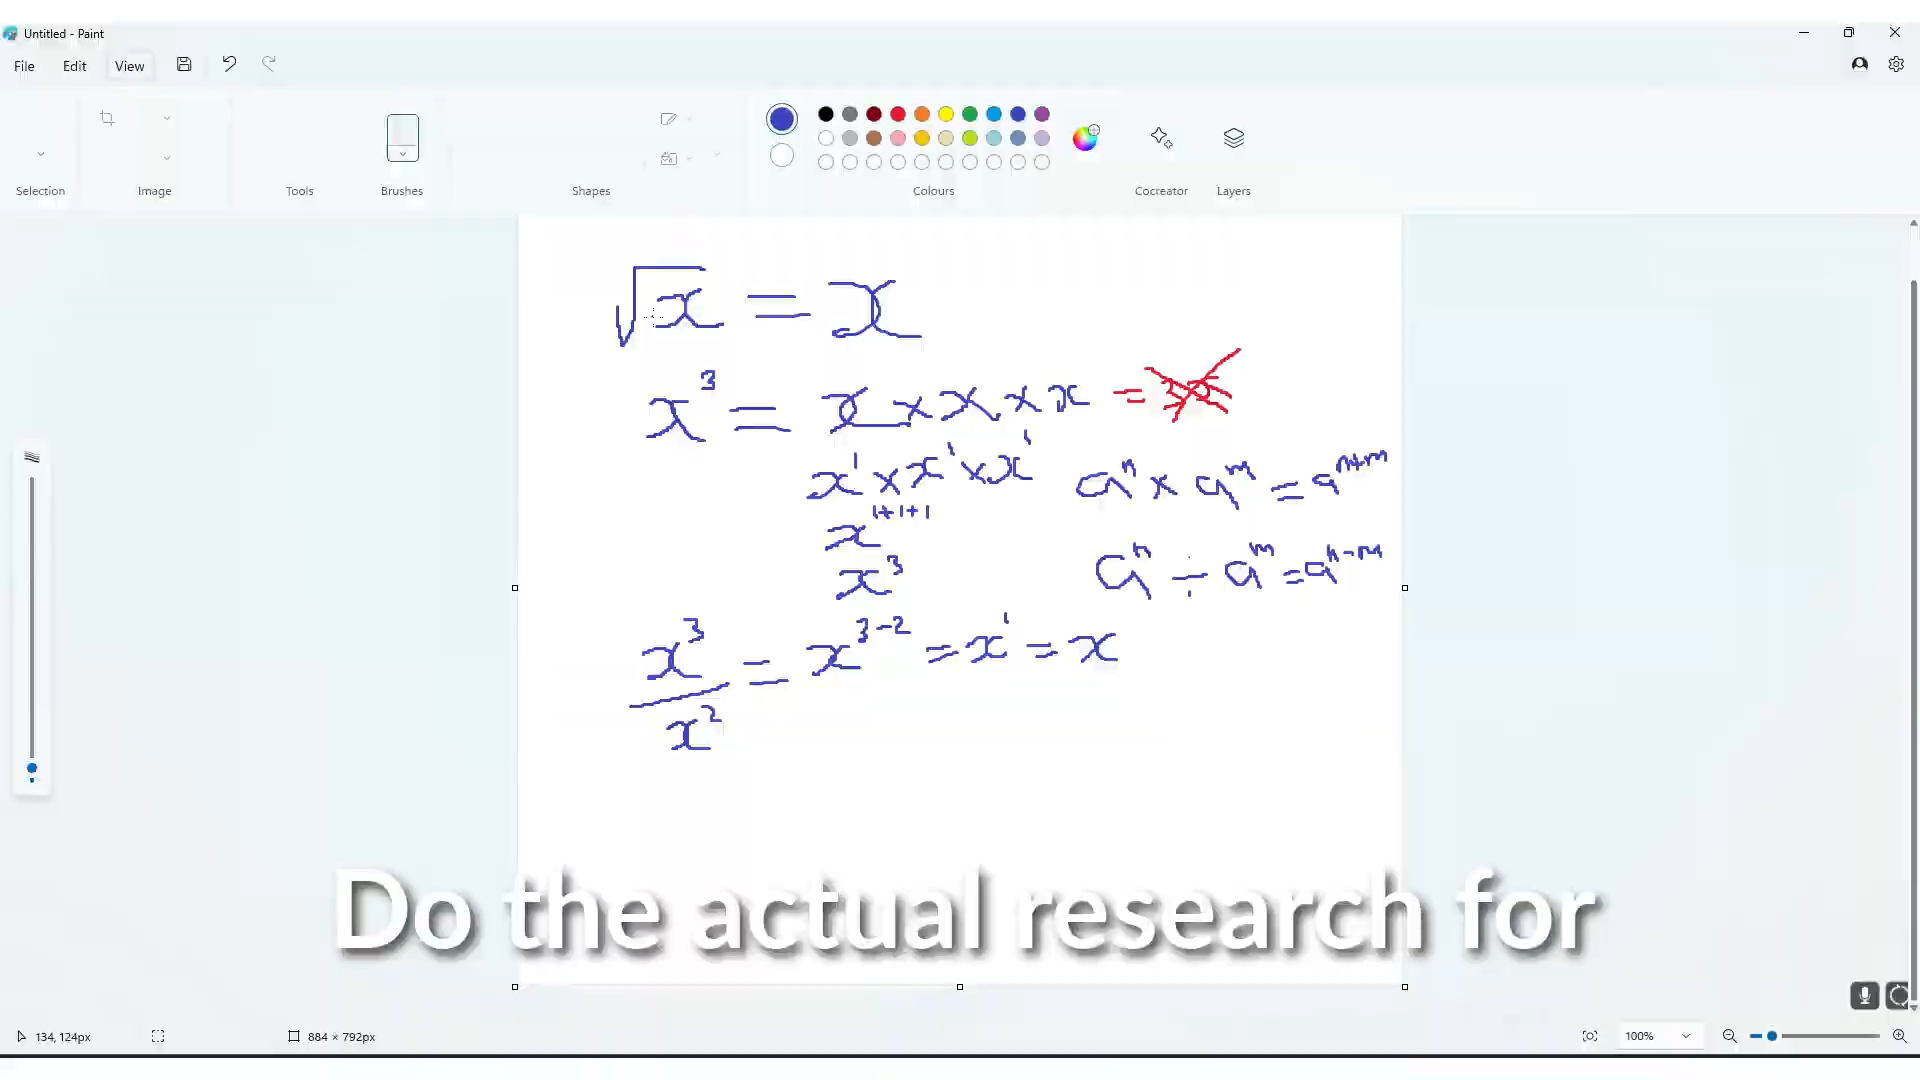 Untitled - Paint
File Edit View
Selection Image Tools Brushes Shapes Colours Cocreator Layers
√x = x
x³ = x × x × x =
x¹ × x¹ × x¹ aⁿ × aᵐ = aⁿ⁺ᵐ
x¹⁺¹⁺¹
x³ aⁿ ÷ aᵐ = aⁿ⁻ᵐ
x³/x² = x³⁻² = x¹ = x
Do the actual research for
134, 124px 884 × 792px 100%